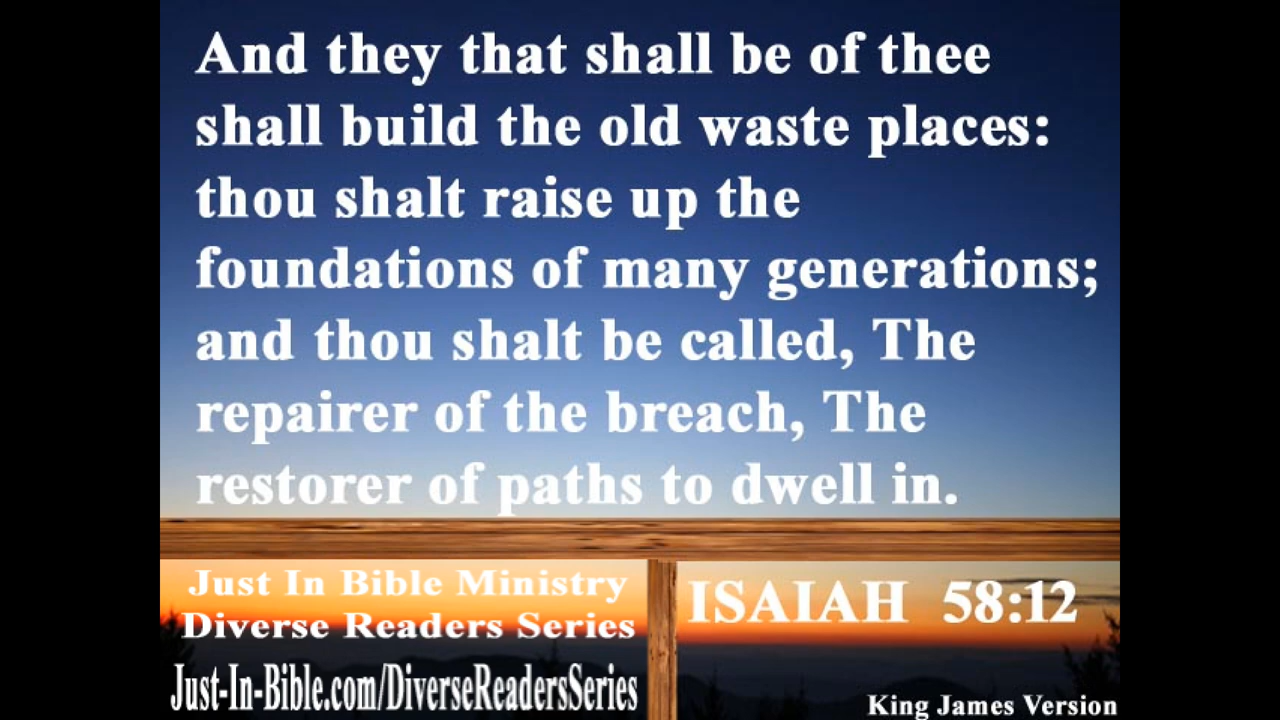 And they that shall be of thee
shall build the old waste places:
thou shalt raise up the
foundations of many generations;
and thou shalt be called, The
repairer of the breach, The
restorer of paths to dwell in.
Just In Bible Ministry
Diverse Readers Series
Just-In-Bible.com/DiverseReadersSeries
ISAIAH 58:12
King James Version